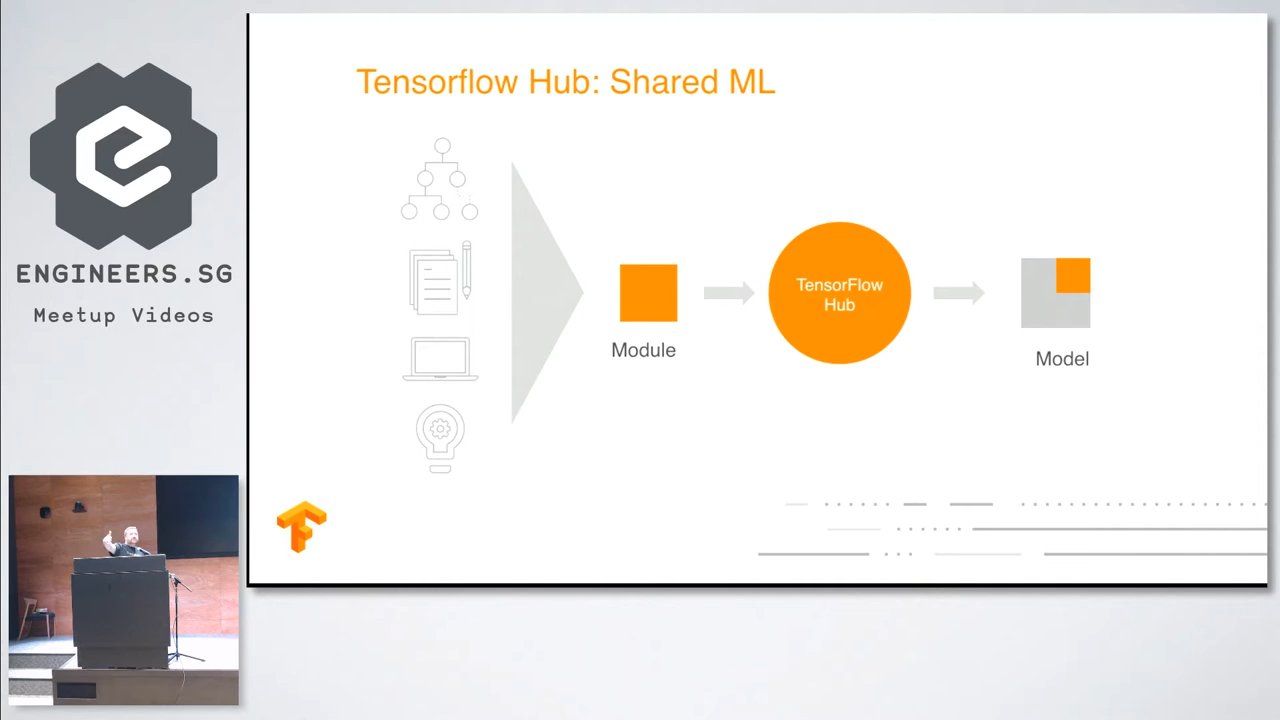 ENGINEERS.SG
Meetup Videos
Tensorflow Hub: Shared ML
Module
TensorFlow
Hub
Model